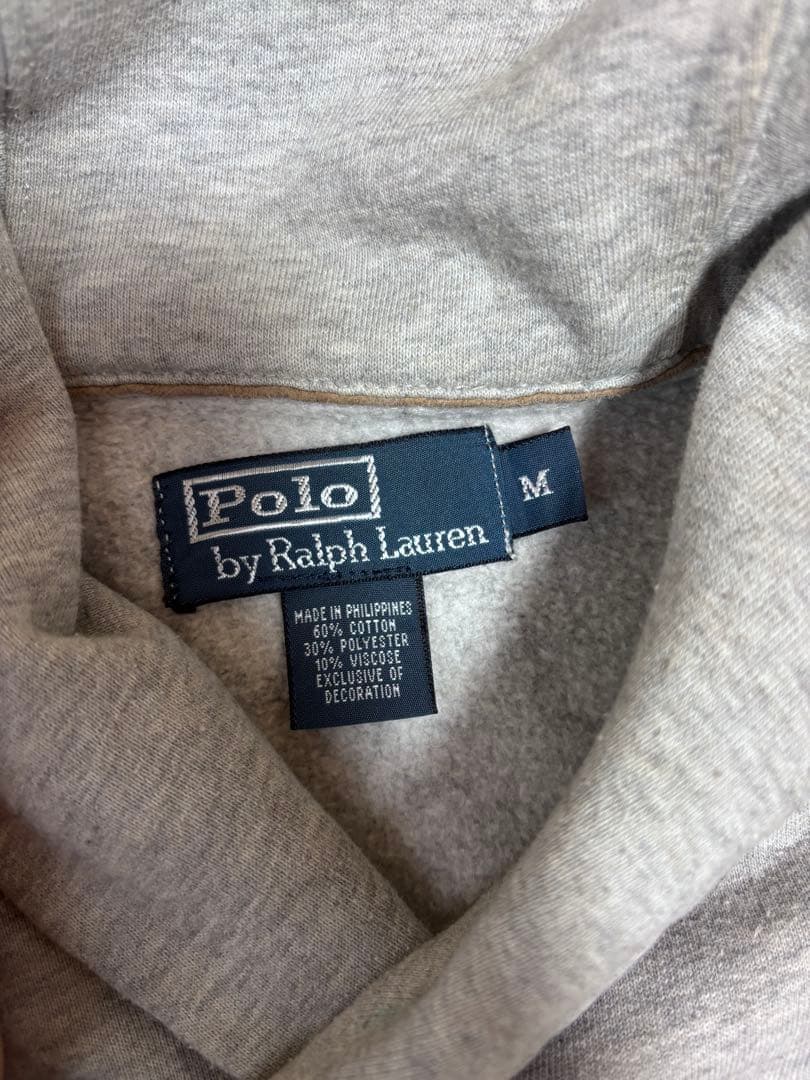 Polo
by Ralph Lauren
M
MADE IN PHILIPPINES
60% COTTON
30% POLYESTER
10% VISCOSE
EXCLUSIVE OF
DECORATION